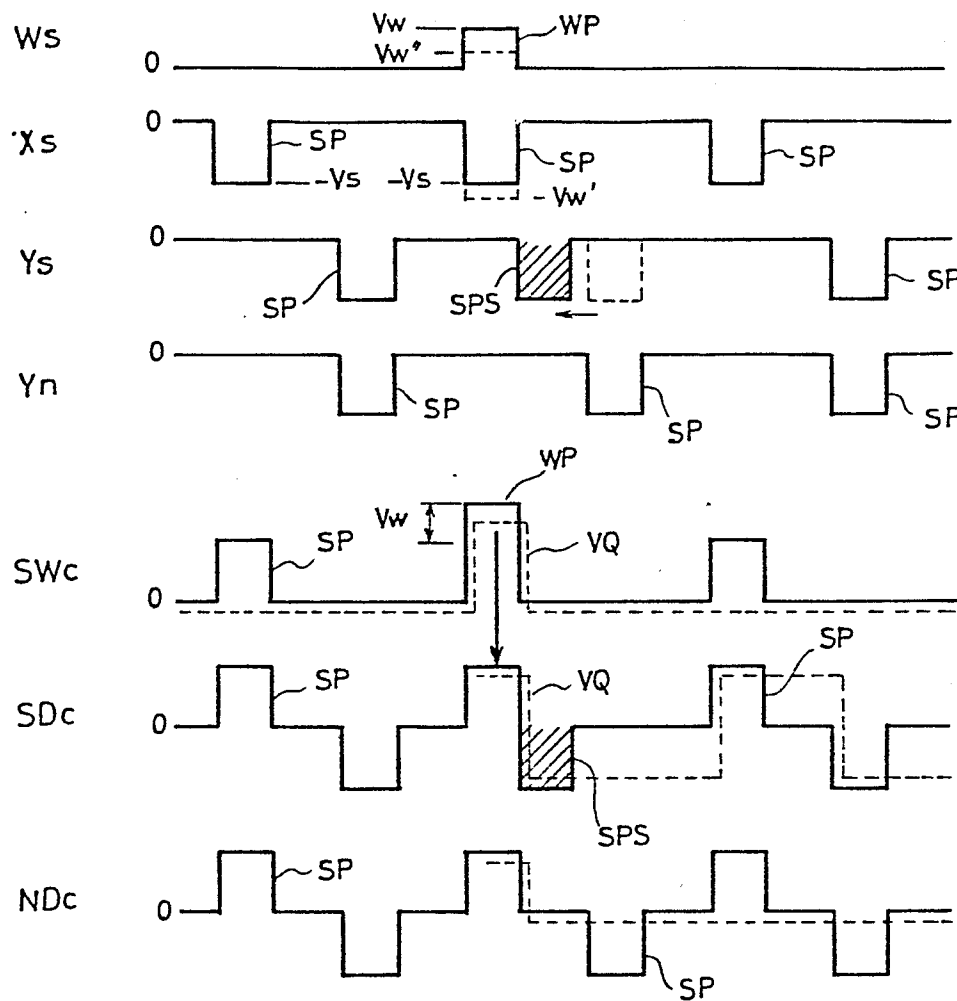 Ws Vw WP
Vw"
0
Xs 0
SP SP SP
-Vs -Vs
-Vw'
Ys 0
SP SPS SP
Yn 0
SP SP SP
WP
Vw
SWc SP VQ
0
SDc SP VQ SP
0
SPS
NDc SP
0
SP